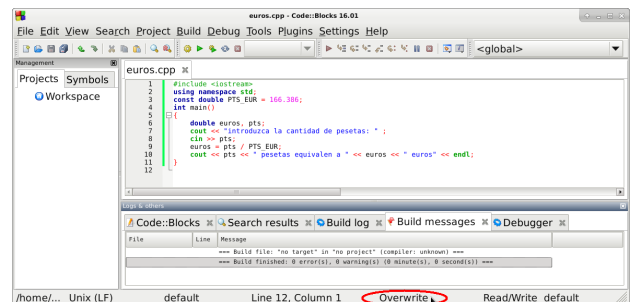 euros.cpp - Code::Blocks 16.01
File Edit View Search Project Build Debug Tools Plugins Settings Help
<global>
Management
Projects Symbols
Workspace
euros.cpp
1 #include <iostream>
2 using namespace std;
3 const double PTS_EUR = 166.386;
4 int main()
5 {
6 double euros, pts;
7 cout << "introduzca la cantidad de pesetas: " ;
8 cin >> pts;
9 euros = pts / PTS_EUR;
10 cout << pts << " pesetas equivalen a " << euros << " euros" << endl;
11 }
12
Logs & others
Code::Blocks Search results Build log Build messages Debugger
File Line Message
=== Build file: "no target" in "no project" (compiler: unknown) ===
=== Build finished: 0 error(s), 0 warning(s) (0 minute(s), 0 second(s)) ===
/home/... Unix (LF) default Line 12, Column 1 Overwrite Read/Write default